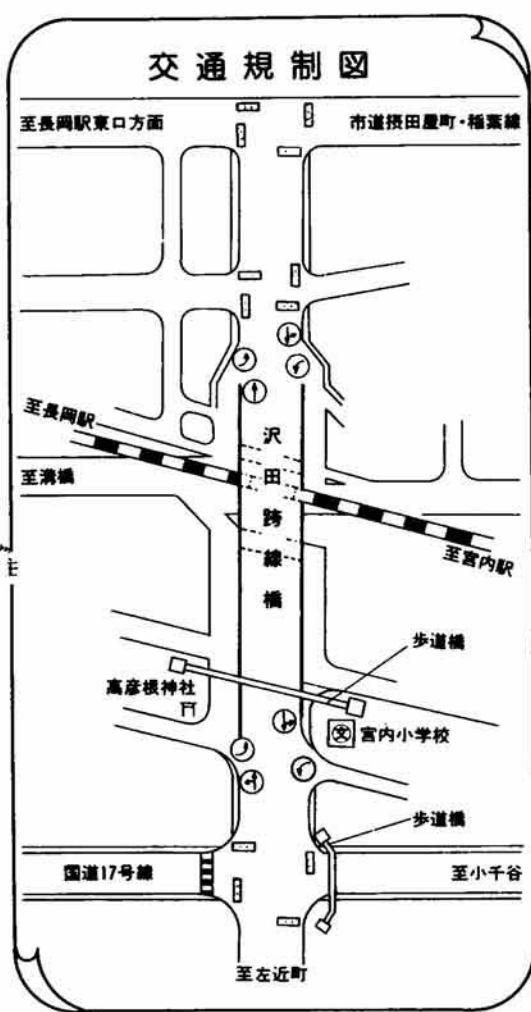 交通規制図
至長岡駅東口方面
市道摂田屋町・稲葉線
至長岡駅
沢田跨線橋
至溝橋
至宮内駅
歩道橋
高彦根神社
文
宮内小学校
歩道橋
国道17号線
至小千谷
至左近町